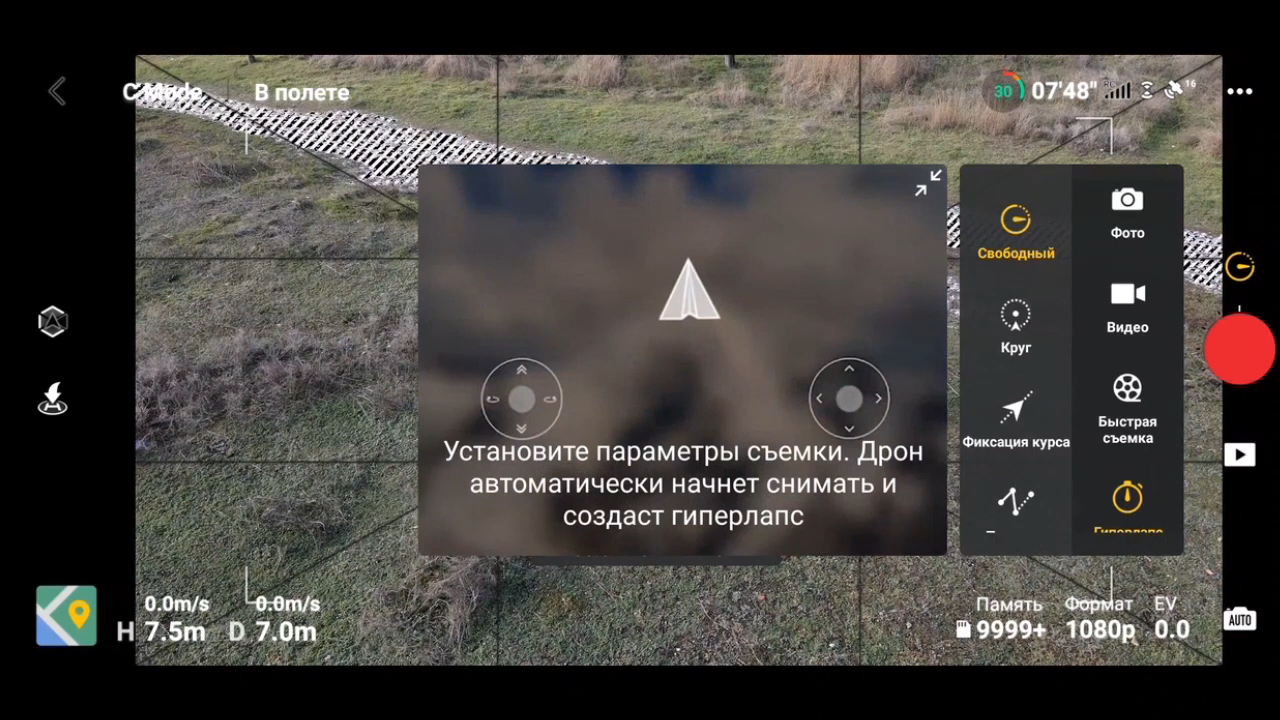 C Mode
В полете
30
07'48"
16
Свободный
Фото
Круг
Видео
Фиксация курса
Быстрая
съемка
Гиперлапс
Установите параметры съемки. Дрон
автоматически начнет снимать и
создаст гиперлапс
0.0m/s
0.0m/s
H 7.5m
D 7.0m
Память
Формат
EV
9999+
1080p
0.0
AUTO